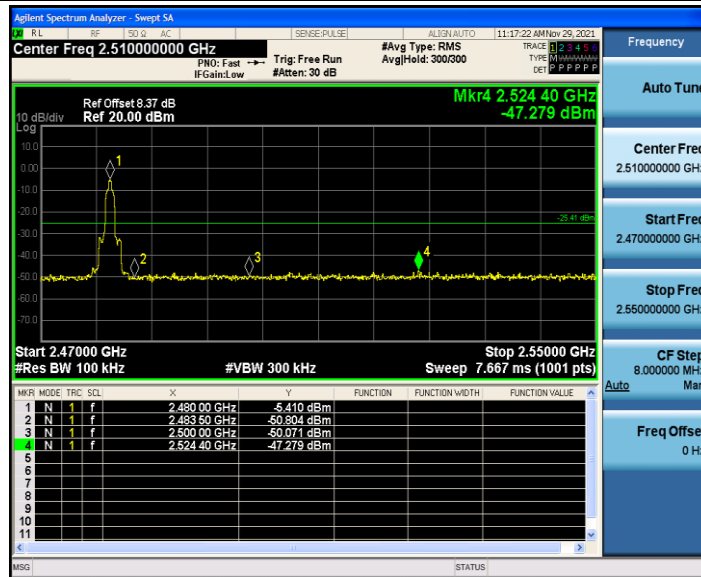 Agilent Spectrum Analyzer - Swept SA
RL RF 50 Ω AC SENSE:PULSE ALIGN AUTO 11:17:22 AM Nov 29, 2021
Center Freq 2.510000000 GHz #Avg Type: RMS TRACE 1 2 3 4 5 6
PNO: Fast Trig: Free Run Avg|Hold: 300/300 TYPE M
IFGain:Low #Atten: 30 dB DET P P P P P P
Frequency
Auto Tune
Center Freq
2.510000000 GHz
Start Freq
2.470000000 GHz
Stop Freq
2.550000000 GHz
CF Step
8.000000 MHz
Auto Man
Freq Offset
0 Hz
Mkr4 2.524 40 GHz
-47.279 dBm
Ref Offset 8.37 dB
10 dB/div Ref 20.00 dBm
Log
10.0
0.00
-10.0
-20.0
-30.0
-40.0
-50.0
-60.0
-70.0
1
2
3
4
-25.41 dBm
Start 2.47000 GHz Stop 2.55000 GHz
#Res BW 100 kHz #VBW 300 kHz Sweep 7.667 ms (1001 pts)
MKR MODE TRC SCL X Y FUNCTION FUNCTION WIDTH FUNCTION VALUE
1 N 1 f 2.480 00 GHz -5.410 dBm
2 N 1 f 2.483 50 GHz -50.804 dBm
3 N 1 f 2.500 00 GHz -50.071 dBm
4 N 1 f 2.524 40 GHz -47.279 dBm
5
6
7
8
9
10
11
MSG STATUS